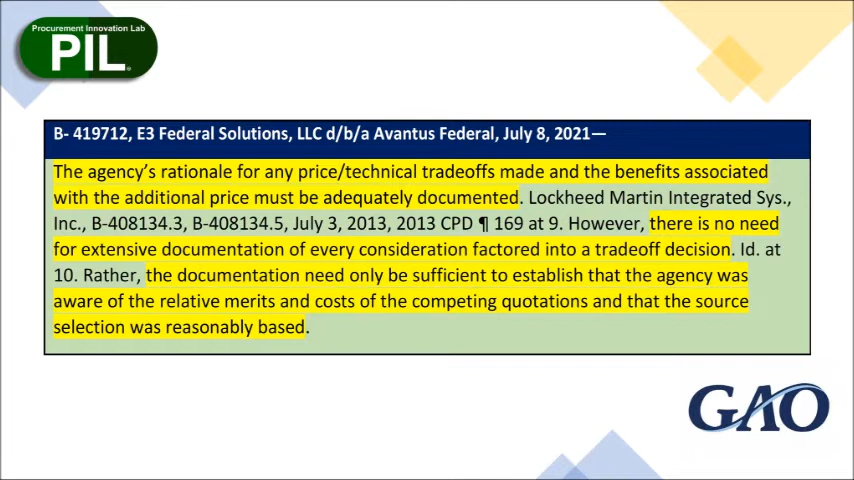 Procurement Innovation Lab
PIL®
B- 419712, E3 Federal Solutions, LLC d/b/a Avantus Federal, July 8, 2021—
The agency's rationale for any price/technical tradeoffs made and the benefits associated
with the additional price must be adequately documented. Lockheed Martin Integrated Sys.,
Inc., B-408134.3, B-408134.5, July 3, 2013, 2013 CPD ¶ 169 at 9. However, there is no need
for extensive documentation of every consideration factored into a tradeoff decision. Id. at
10. Rather, the documentation need only be sufficient to establish that the agency was
aware of the relative merits and costs of the competing quotations and that the source
selection was reasonably based.
GAO